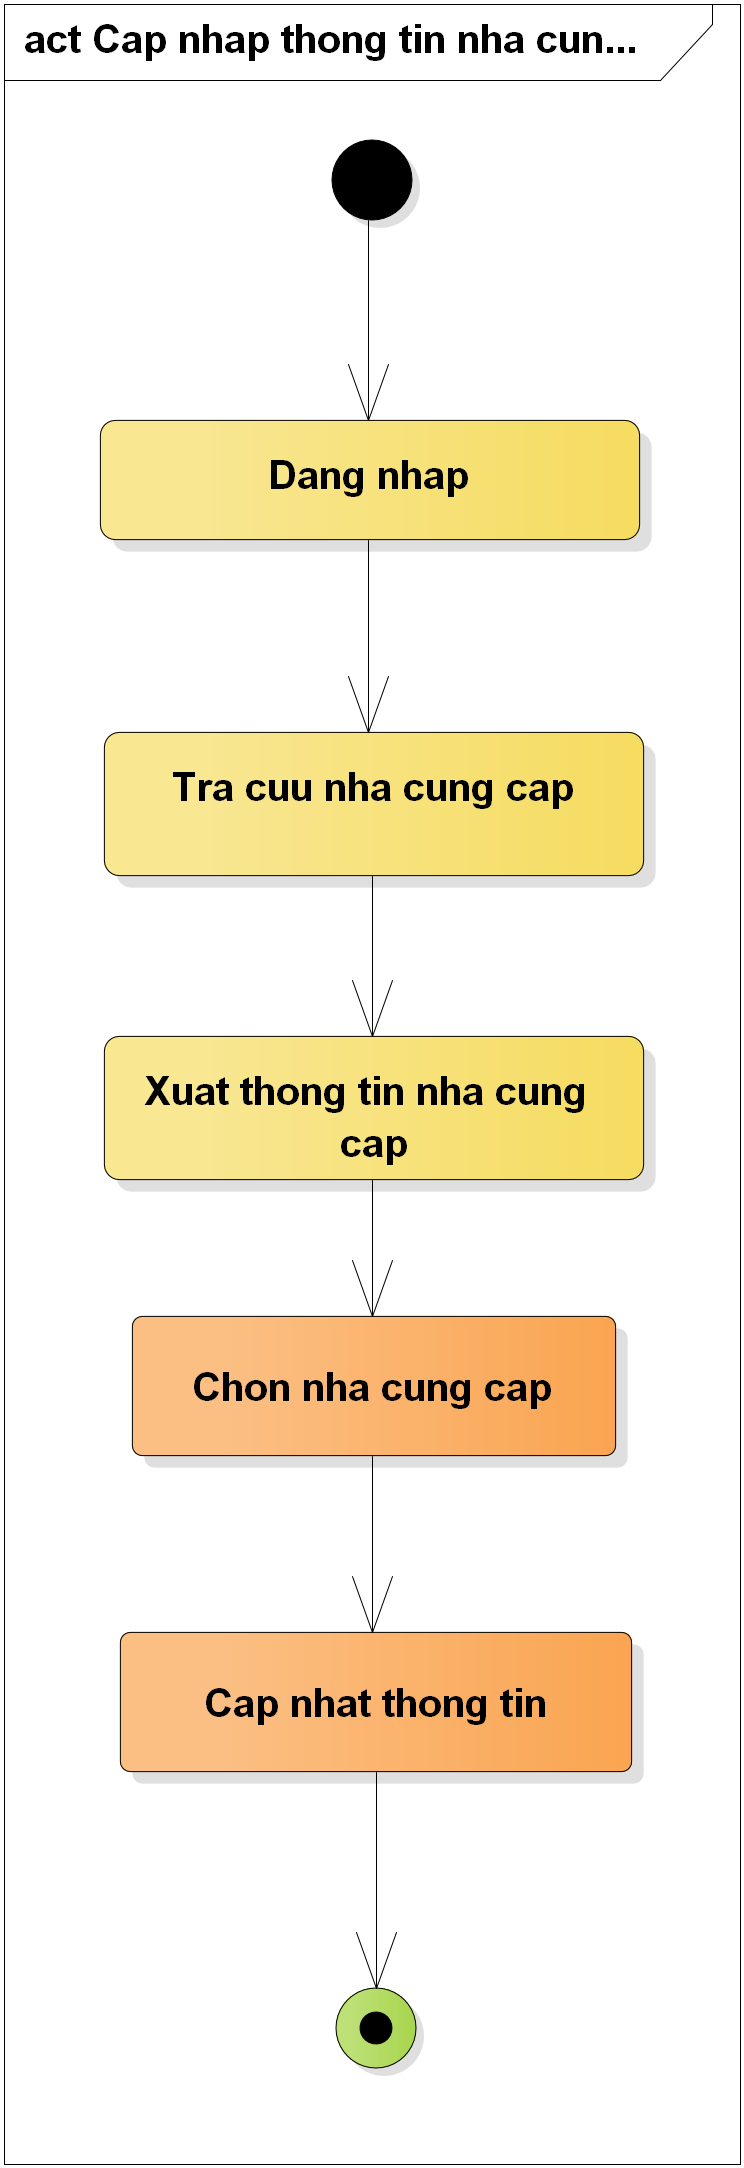 act Cap nhap thong tin nha cun...
Dang nhap
Tra cuu nha cung cap
Xuat thong tin nha cung
cap
Chon nha cung cap
Cap nhat thong tin